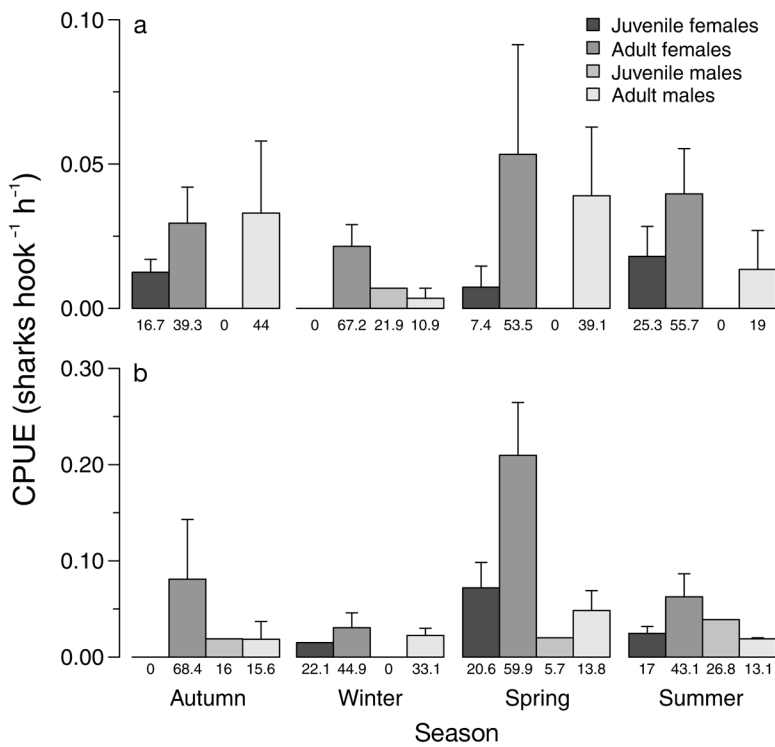 a
Juvenile females
Adult females
Juvenile males
Adult males
CPUE (sharks hook⁻¹ h⁻¹)
0.10
0.05
0.00
16.7 39.3 0 44 0 67.2 21.9 10.9 7.4 53.5 0 39.1 25.3 55.7 0 19
b
0.30
0.20
0.10
0.00
0 68.4 16 15.6 22.1 44.9 0 33.1 20.6 59.9 5.7 13.8 17 43.1 26.8 13.1
Autumn Winter Spring Summer
Season